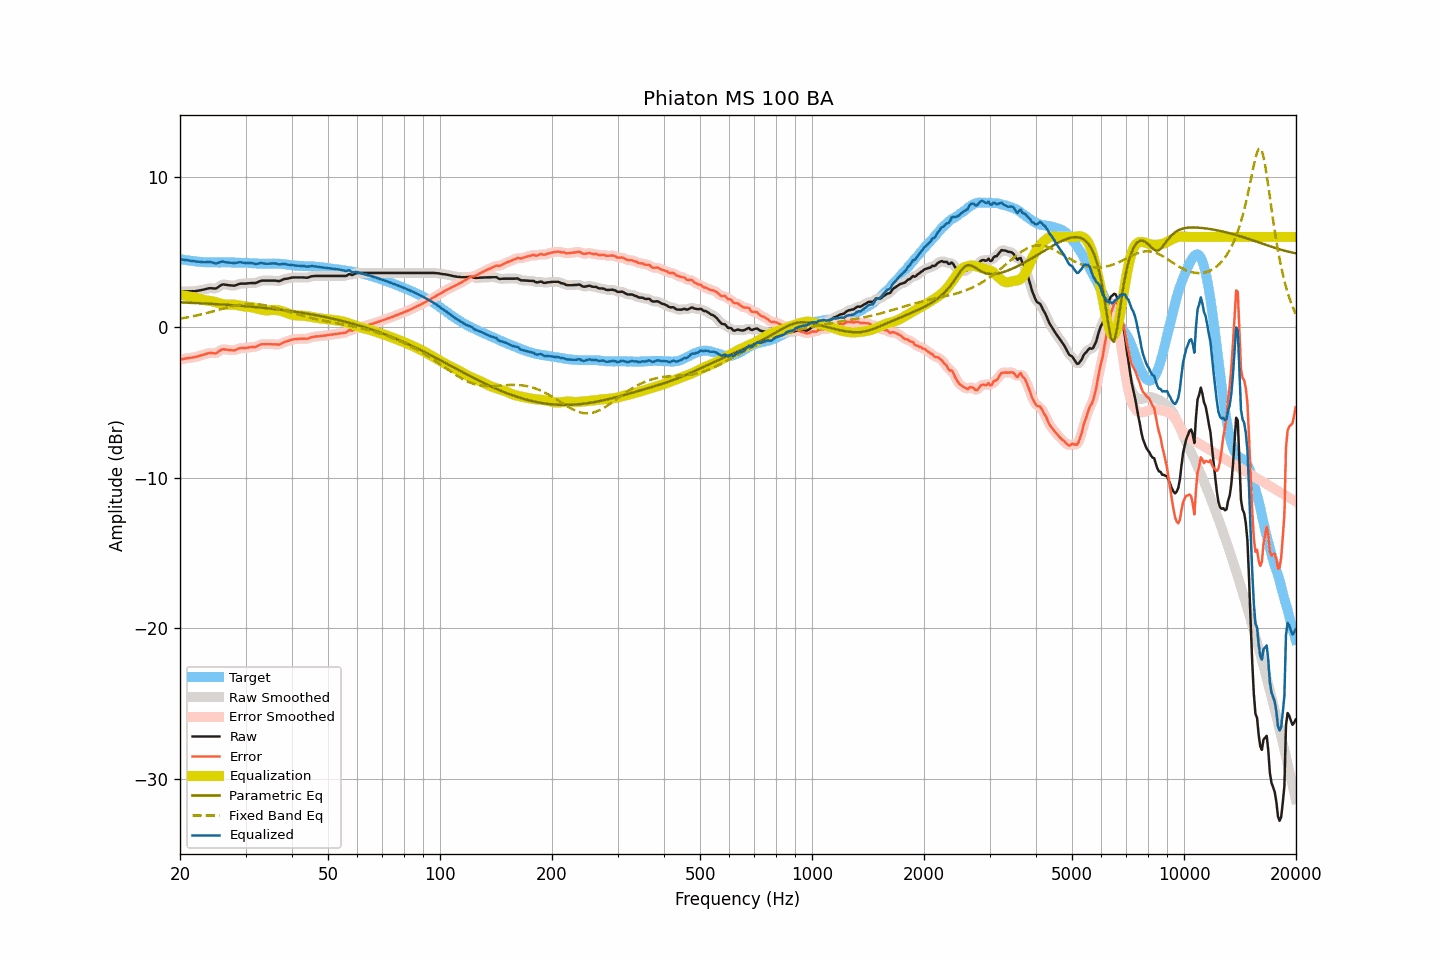 Phiaton MS 100 BA
10
0
−10
−20
−30
Amplitude (dBr)
Target
Raw Smoothed
Error Smoothed
Raw
Error
Equalization
Parametric Eq
Fixed Band Eq
Equalized
20 50 100 200 500 1000 2000 5000 10000 20000
Frequency (Hz)